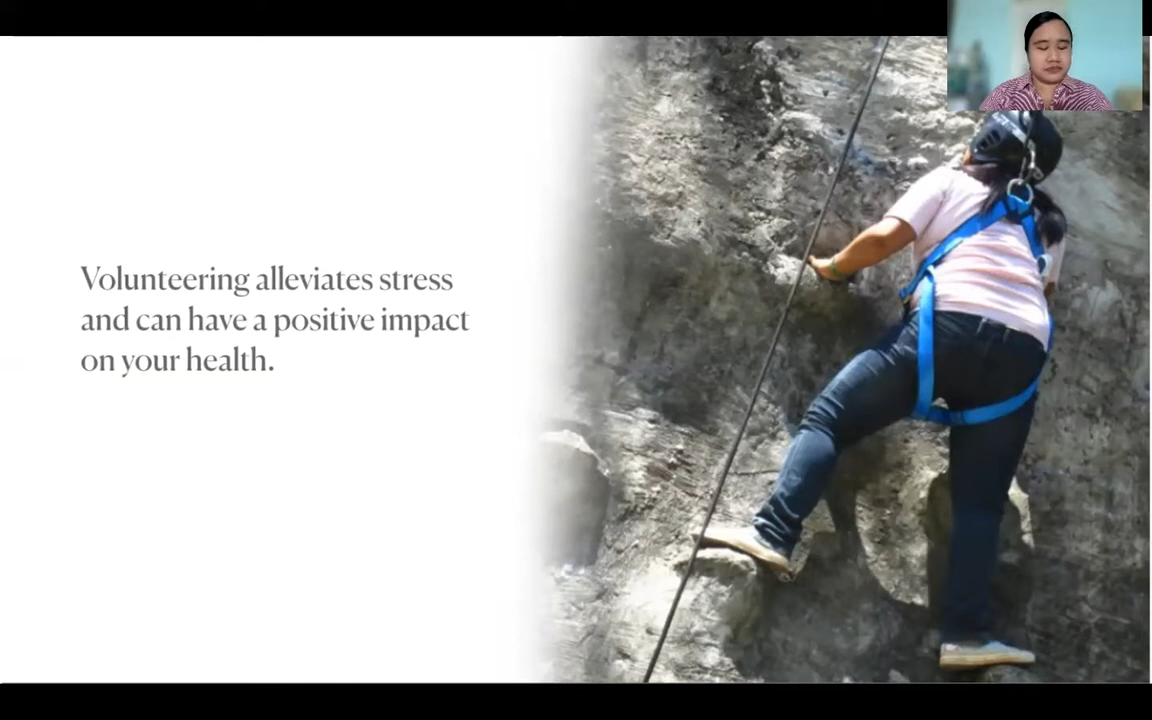 Volunteering alleviates stress
and can have a positive impact
on your health.